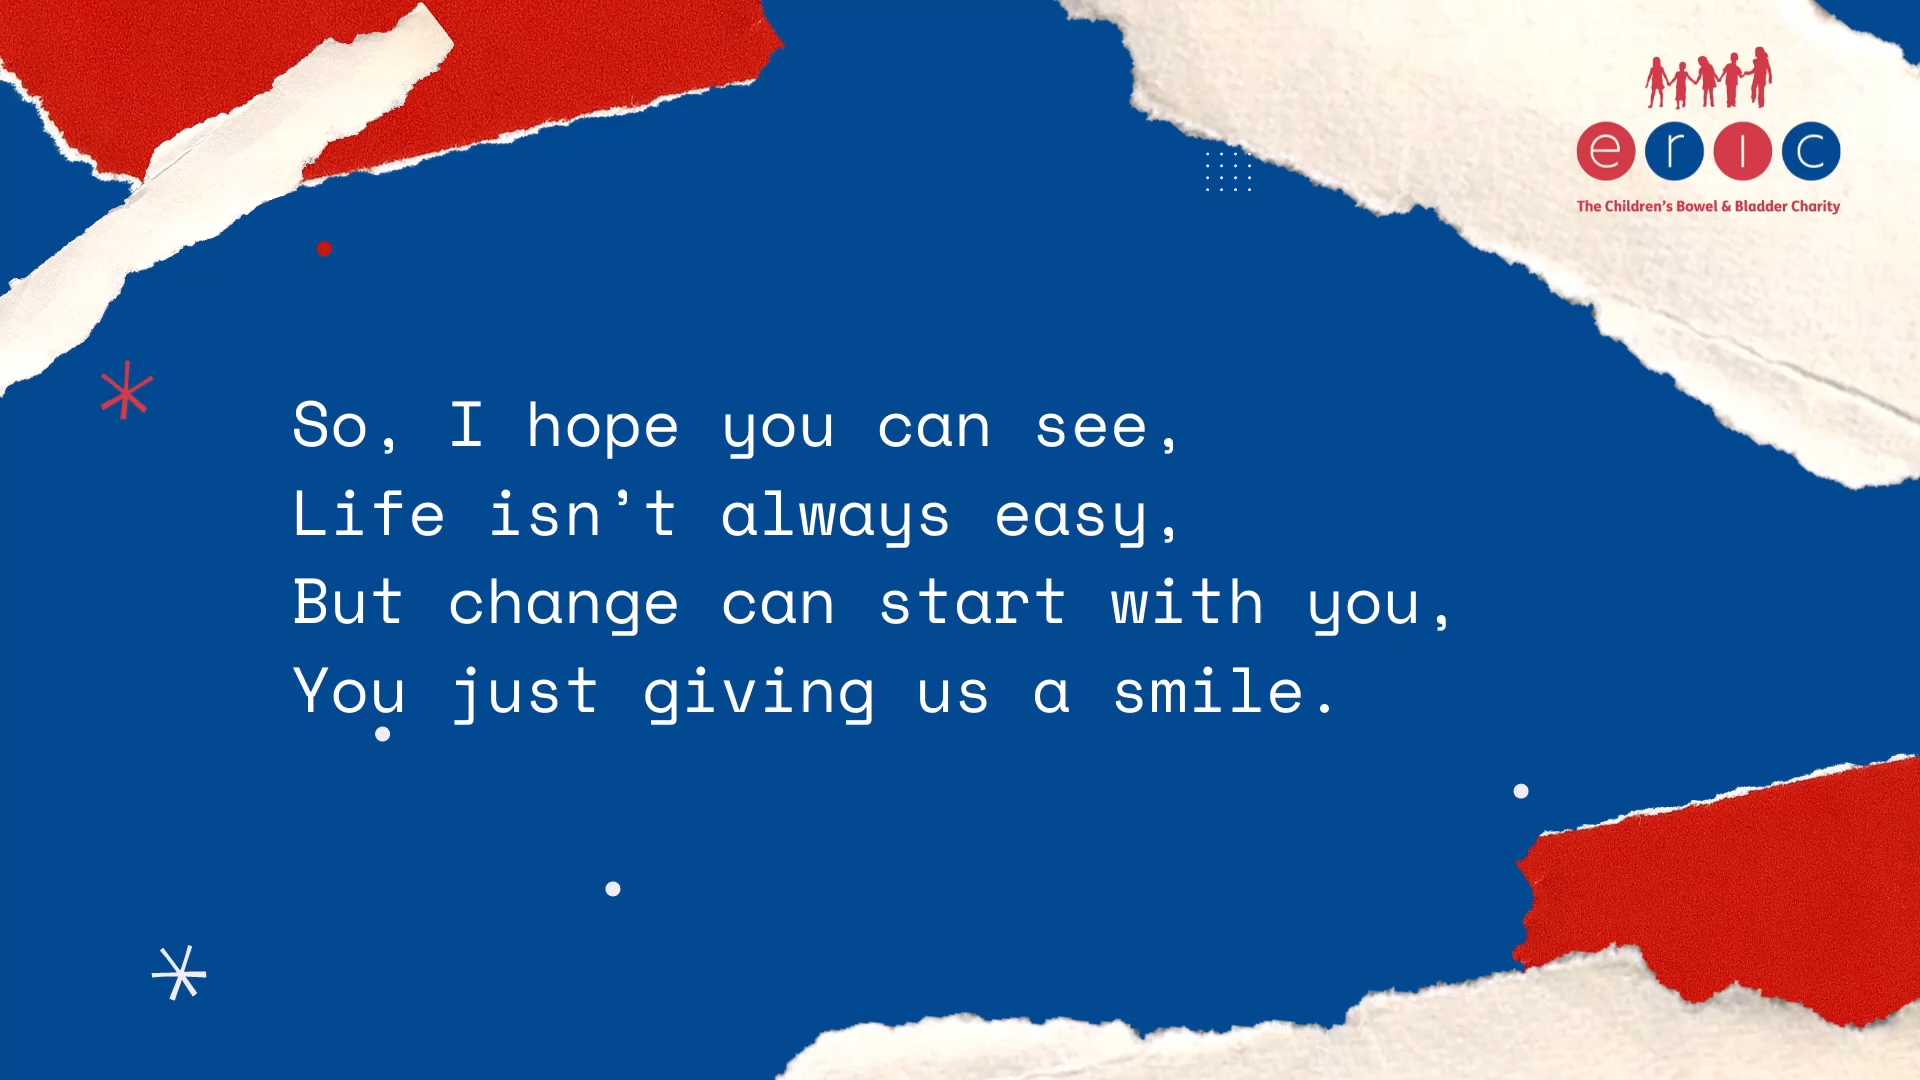 eric
The Children's Bowel & Bladder Charity
So, I hope you can see,
Life isn't always easy,
But change can start with you,
You just giving us a smile.